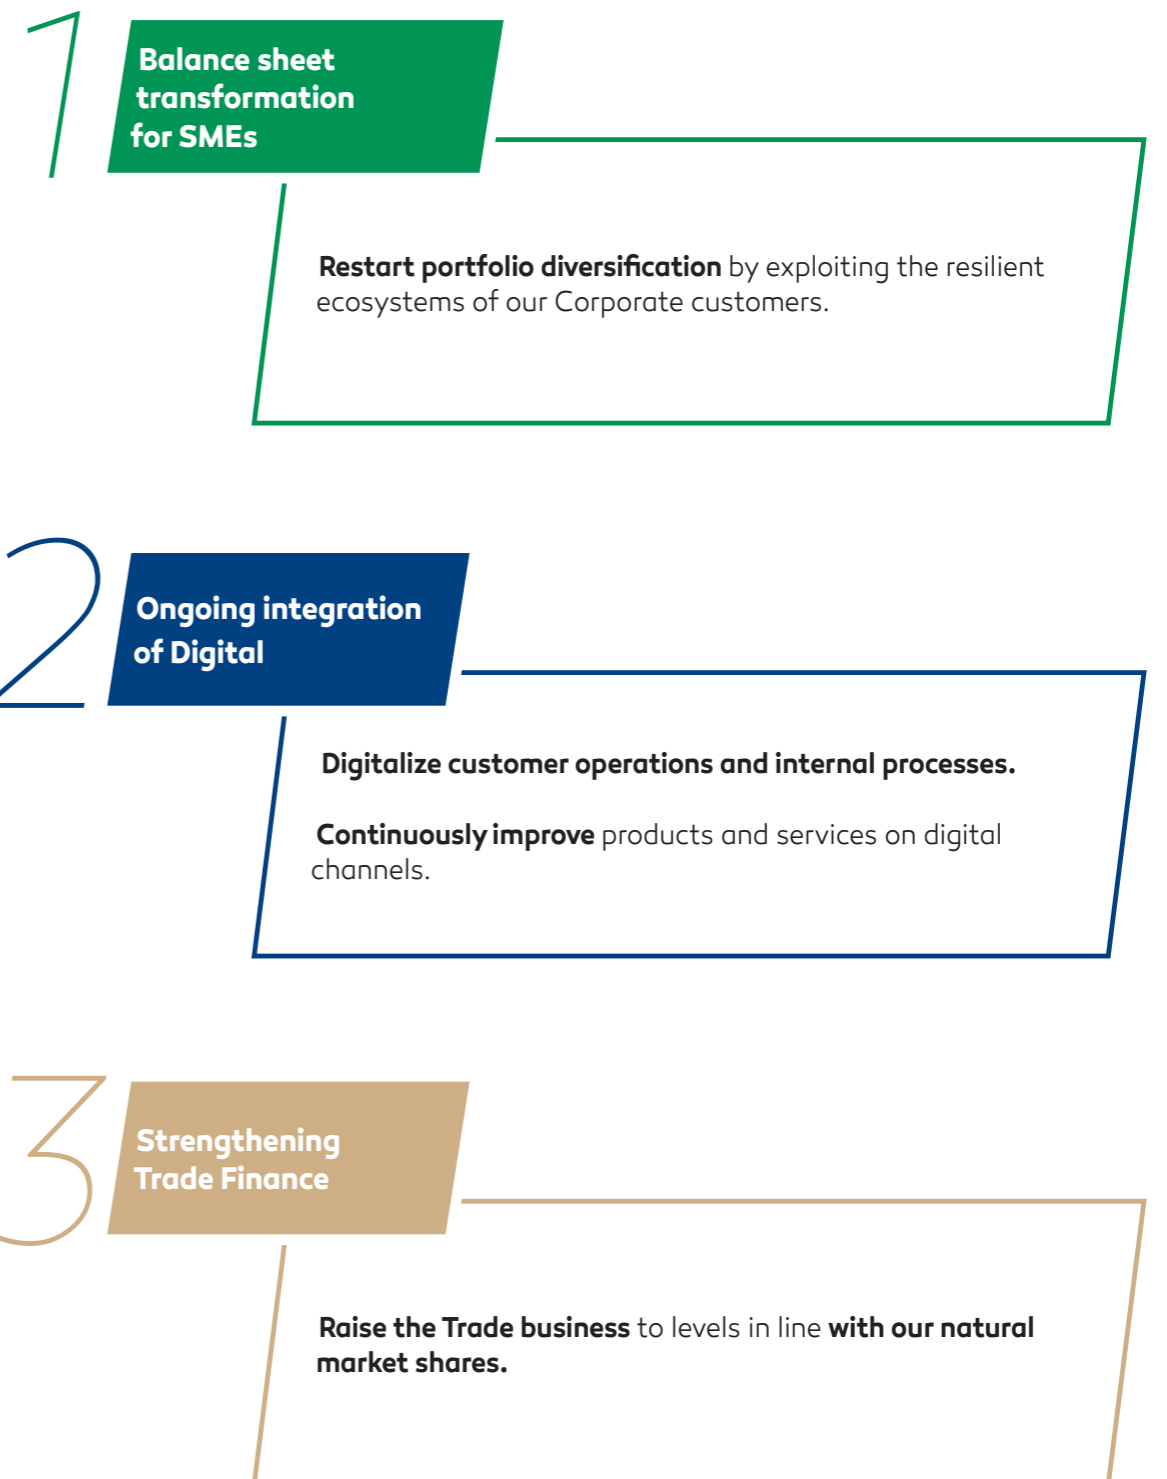 1
Balance sheet
transformation
for SMEs
Restart portfolio diversification by exploiting the resilient
ecosystems of our Corporate customers.
2
Ongoing integration
of Digital
Digitalize customer operations and internal processes.
Continuously improve products and services on digital
channels.
3
Strengthening
Trade Finance
Raise the Trade business to levels in line with our natural
market shares.